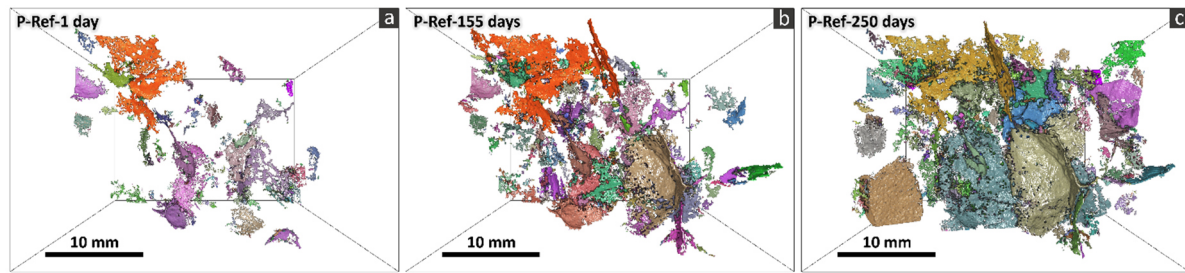 P-Ref-1 day
a
10 mm
P-Ref-155 days
b
10 mm
P-Ref-250 days
c
10 mm